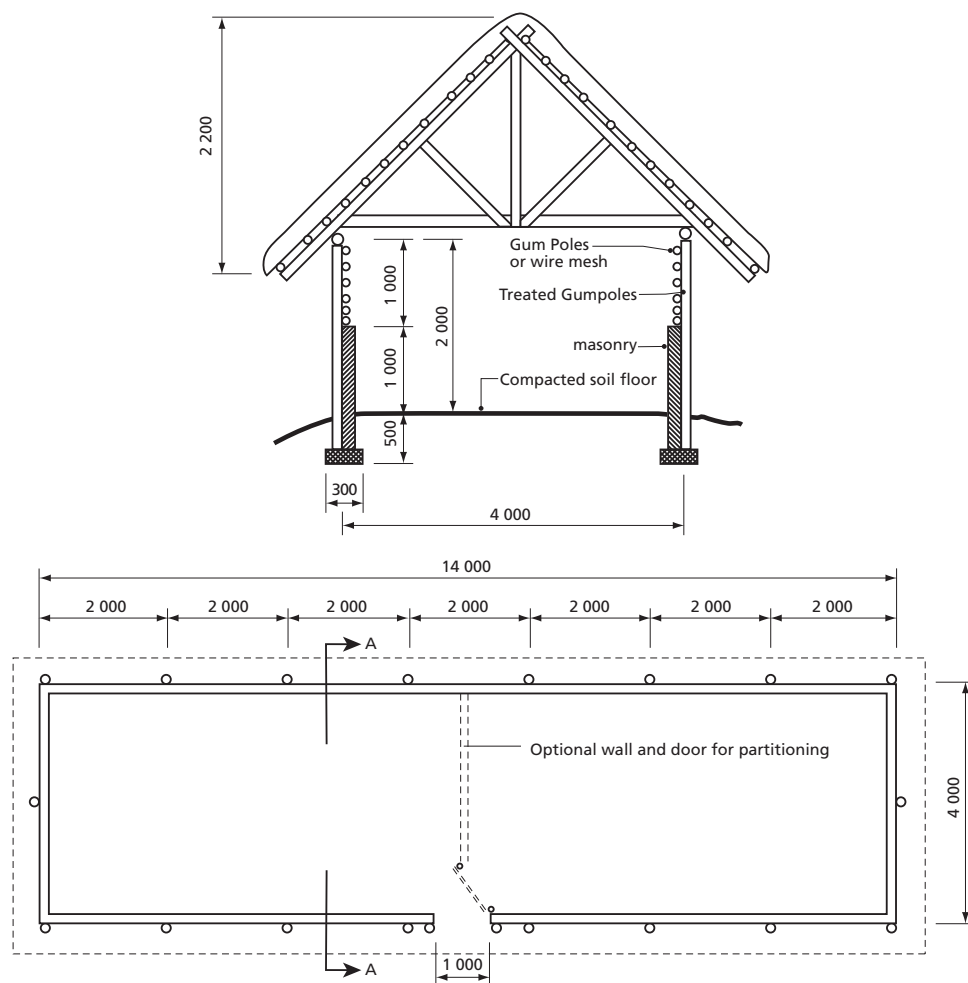 2 200
Gum Poles
or wire mesh
1 000
2 000
Treated Gumpoles
masonry
1 000
Compacted soil floor
500
300
4 000
14 000
2 000 2 000 2 000 2 000 2 000 2 000 2 000
A
Optional wall and door for partitioning
4 000
1 000
A